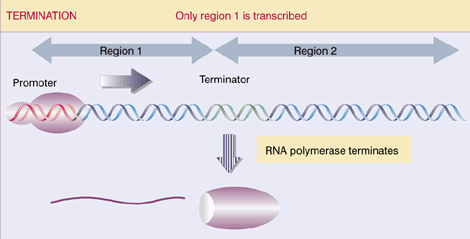 TERMINATION Only region 1 is transcribed
Region 1 Region 2
Promoter Terminator
RNA polymerase terminates